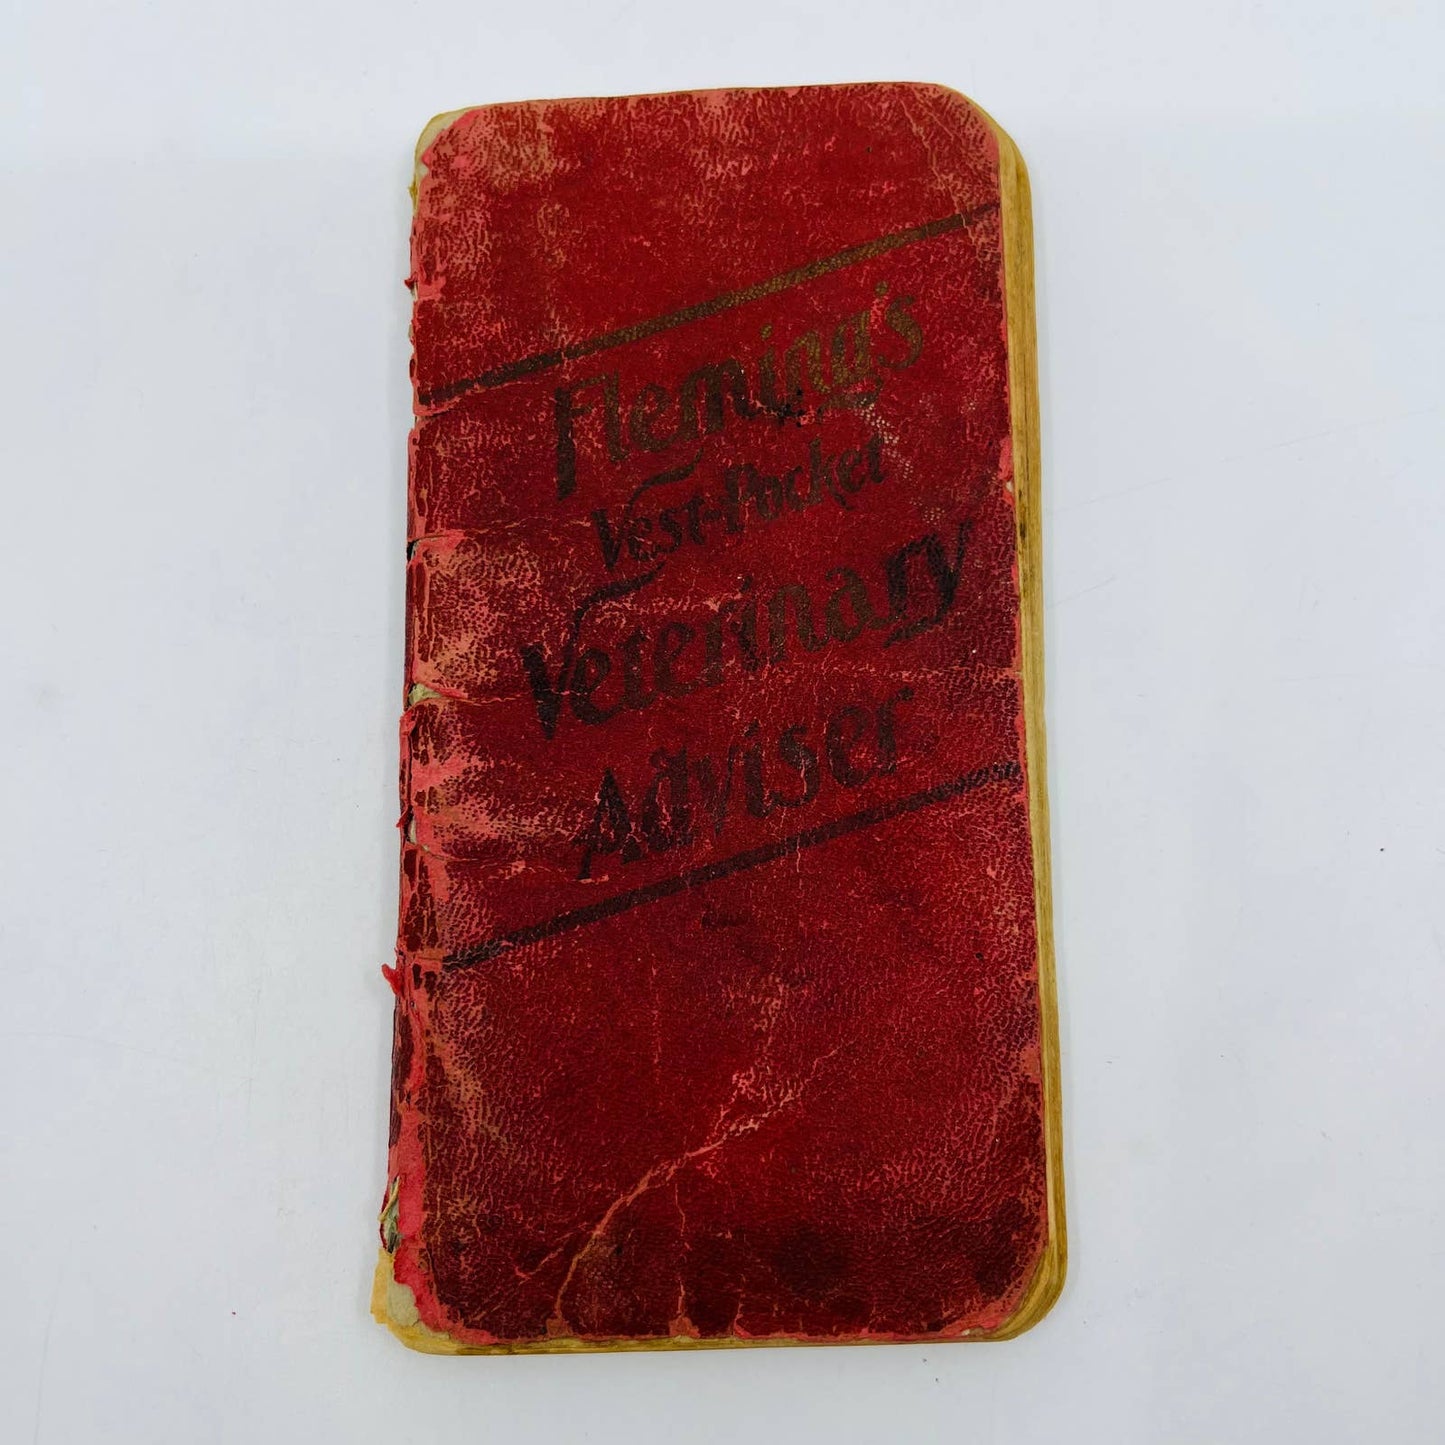 Fleming's
Vest-Pocket
Veterinary
Adviser